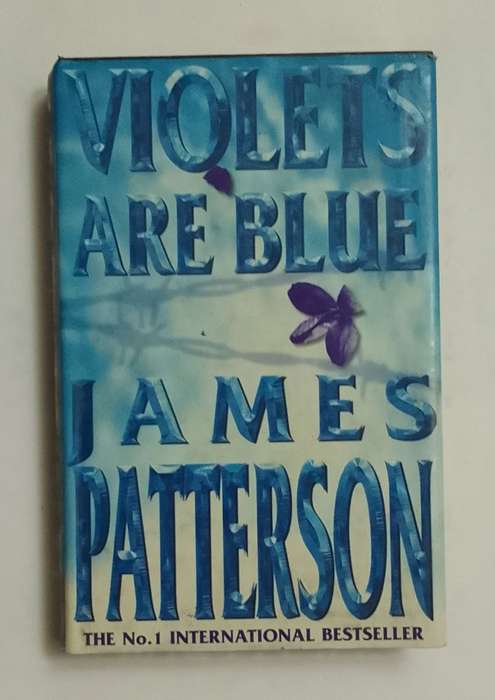 VIOLETS
ARE BLUE
JAMES
PATTERSON
THE No.1 INTERNATIONAL BESTSELLER